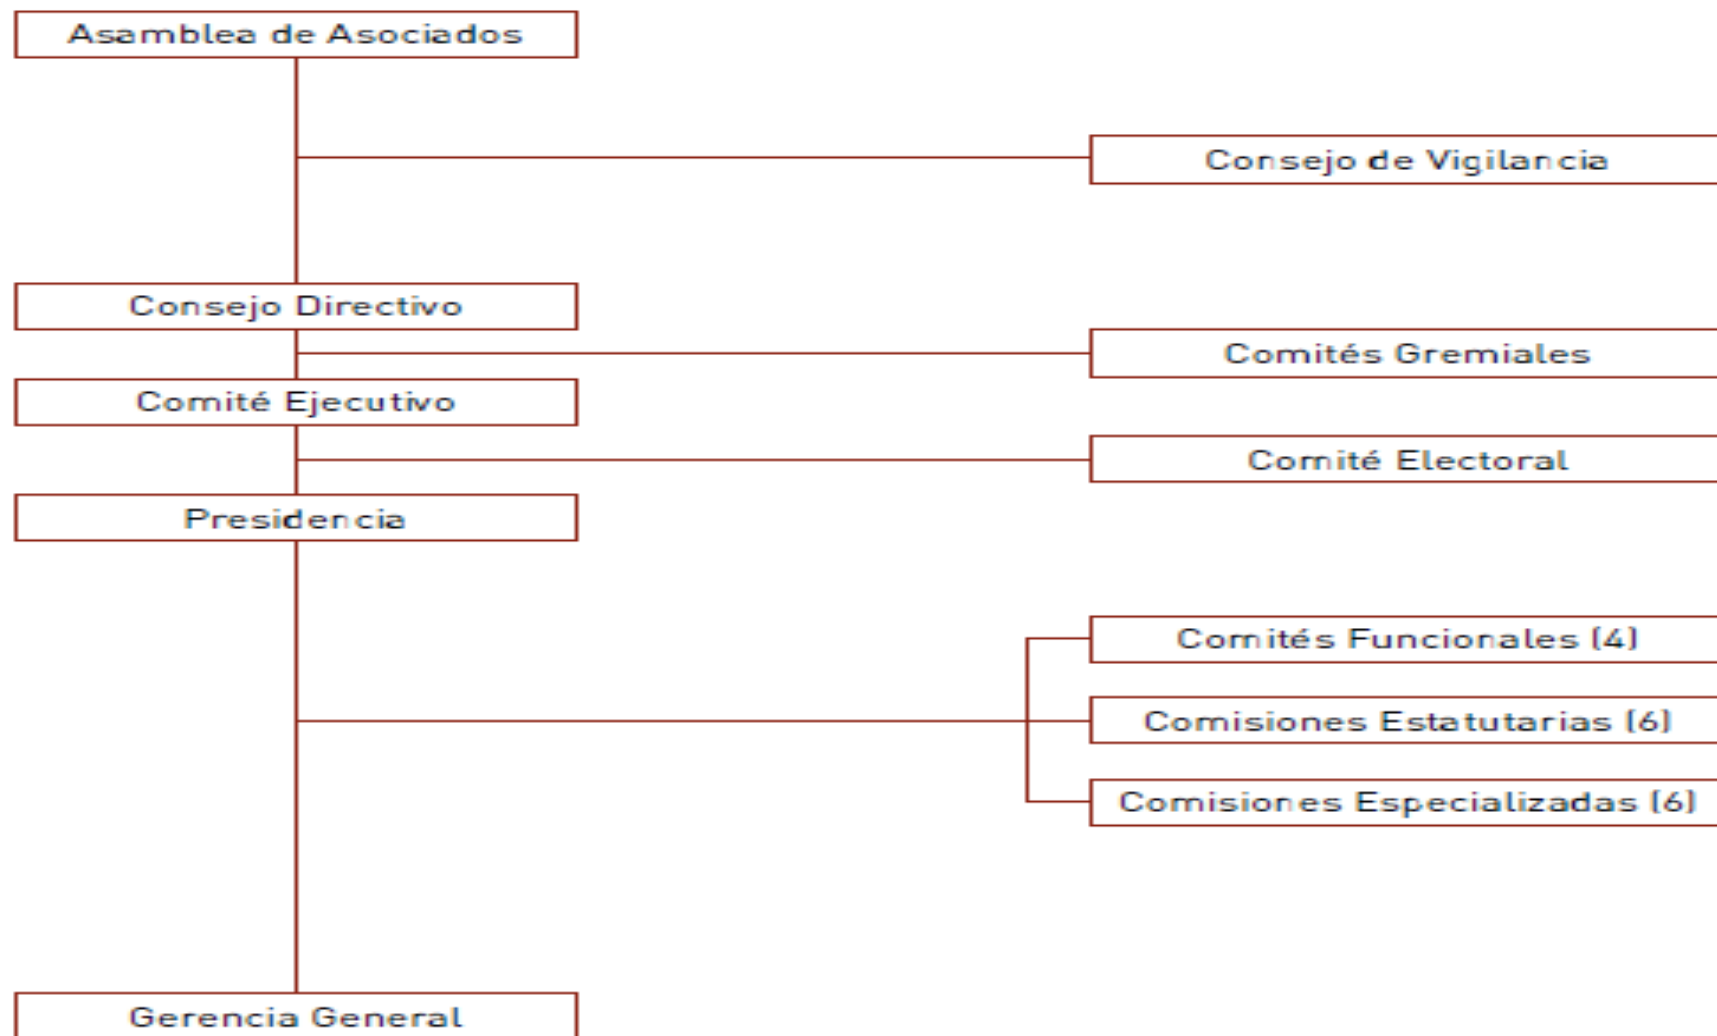 Asamblea de Asociados
Consejo de Vigilancia
Consejo Directivo
Comités Gremiales
Comité Ejecutivo
Comité Electoral
Presidencia
Comités Funcionales (4)
Comisiones Estatutarias (6)
Comisiones Especializadas (6)
Gerencia General